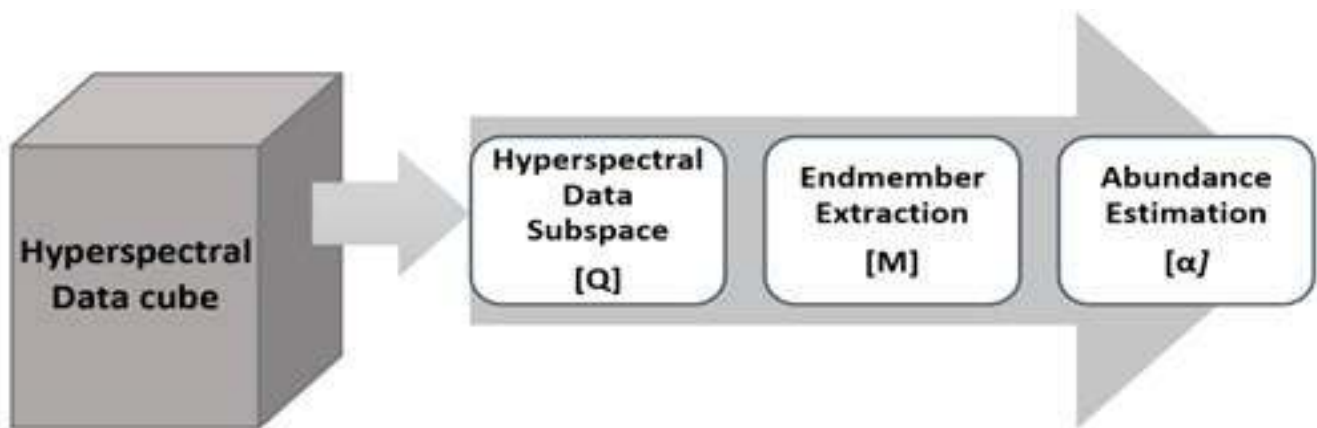 Hyperspectral
Data cube
Hyperspectral
Data
Subspace
[Q]
Endmember
Extraction
[M]
Abundance
Estimation
[α]